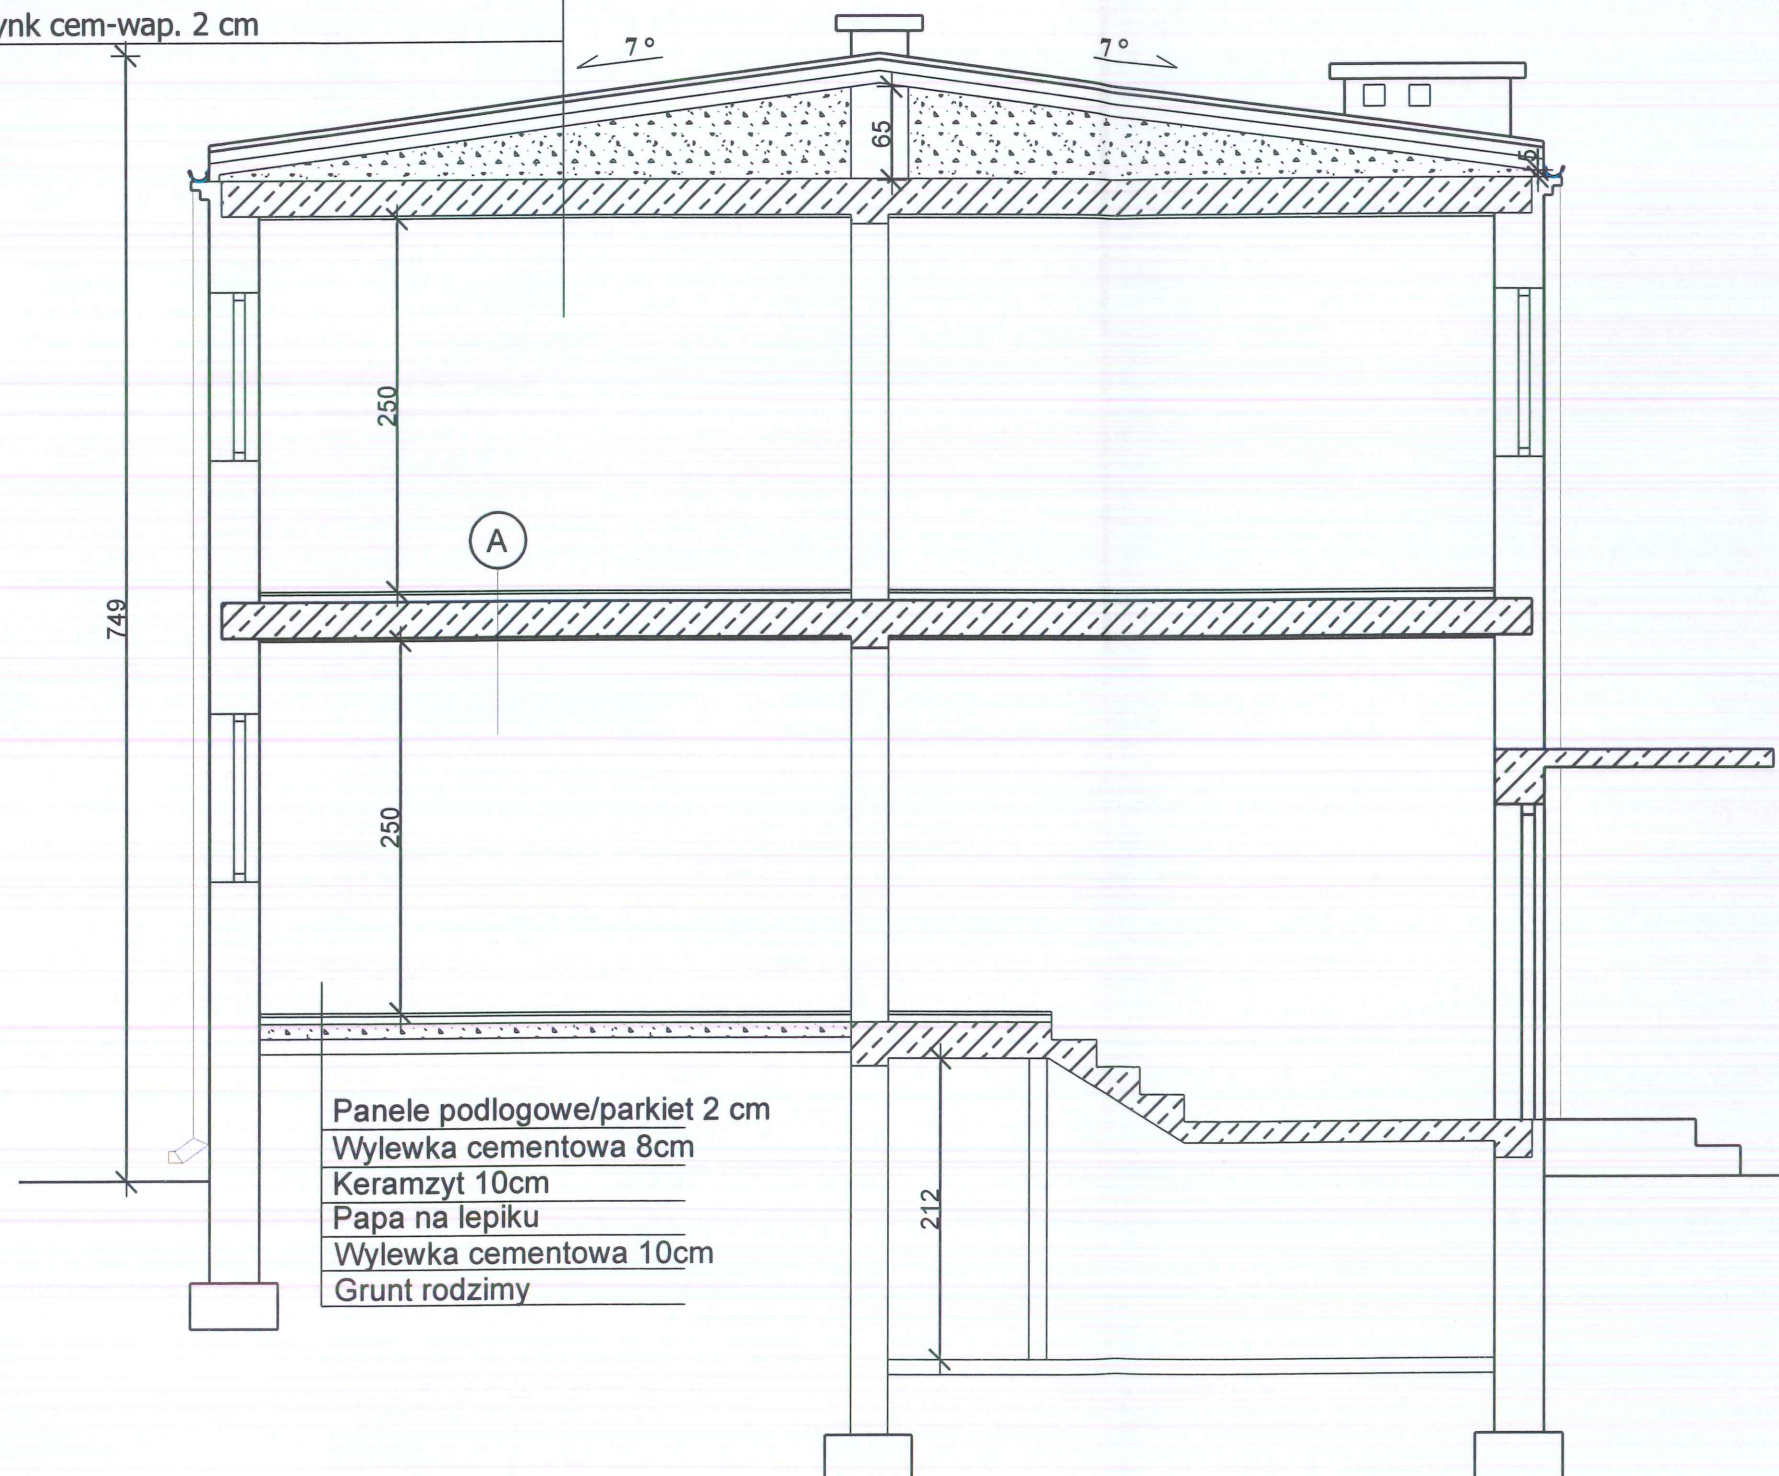 ynk cem-wap. 2 cm
7°
7°
65
5
250
A
749
250
Panele podlogowe/parkiet 2 cm
Wylewka cementowa 8cm
Keramzyt 10cm
Papa na lepiku
Wylewka cementowa 10cm
Grunt rodzimy
212